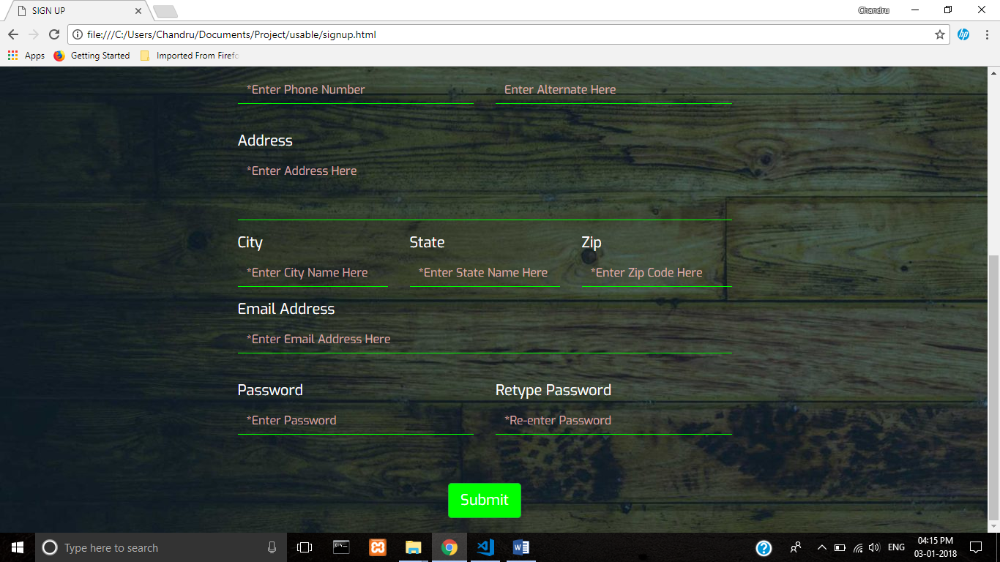 SIGN UP
Chandru
file:///C:/Users/Chandru/Documents/Project/usable/signup.html
Apps Getting Started Imported From Firefo
*Enter Phone Number Enter Alternate Here
Address
*Enter Address Here
City State Zip
*Enter City Name Here *Enter State Name Here *Enter Zip Code Here
Email Address
*Enter Email Address Here
Password Retype Password
*Enter Password *Re-enter Password
Submit
Type here to search
ENG
04:15 PM
03-01-2018